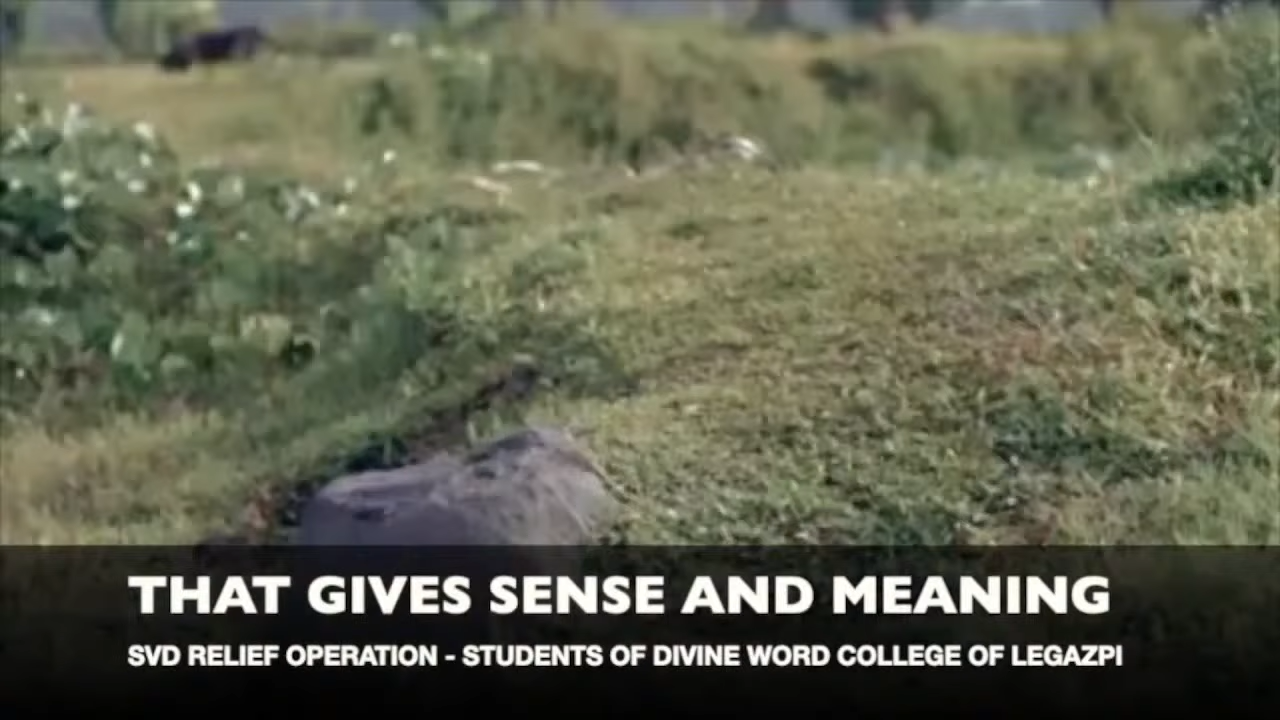 THAT GIVES SENSE AND MEANING
SVD RELIEF OPERATION - STUDENTS OF DIVINE WORD COLLEGE OF LEGAZPI